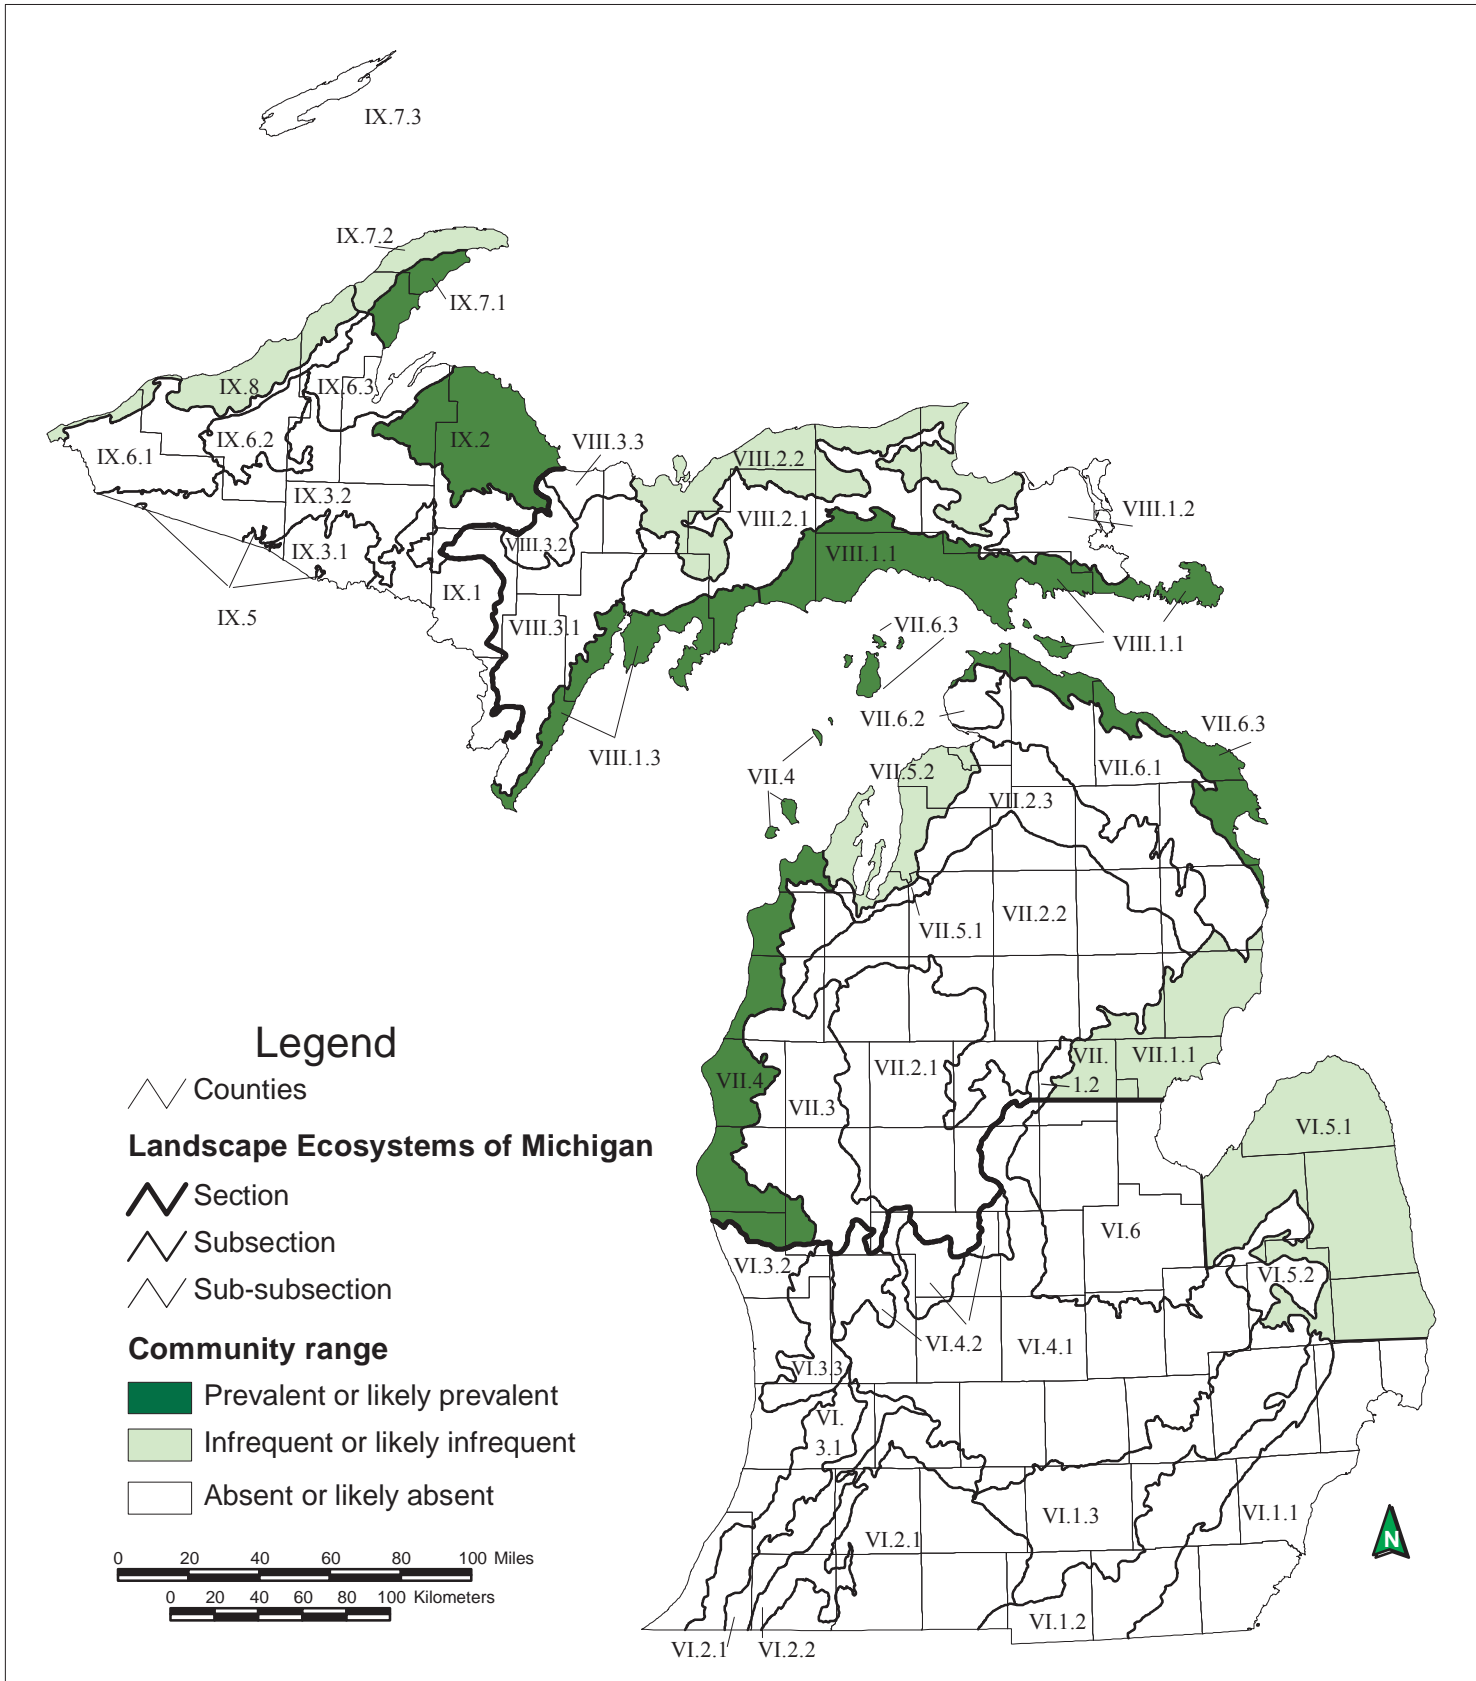 IX.7.3
IX.7.2
IX.7.1
IX.8
IX.6.3
IX.6.2
IX.6.1
IX.2
VIII.3.3
VIII.2.2
IX.3.2
VIII.2.1
VIII.1.2
IX.3.1
VIII.3.2
VIII.1.1
IX.1
IX.5
VIII.3.1
VII.6.3
VIII.1.1
VII.6.2
VII.6.3
VIII.1.3
VII.6.1
VII.4
VII.5.2
VII.2.3
VII.5.1
VII.2.2
VII.2.1
VII.
1.2
VII.1.1
VII.4
VII.3
VI.5.1
VI.6
VI.3.2
VI.5.2
VI.4.2
VI.4.1
VI.3.3
VI.
3.1
VI.1.3
VI.1.1
VI.2.1
VI.1.2
VI.2.1
VI.2.2
Legend
Counties
Landscape Ecosystems of Michigan
Section
Subsection
Sub-subsection
Community range
Prevalent or likely prevalent
Infrequent or likely infrequent
Absent or likely absent
0 20 40 60 80 100 Miles
0 20 40 60 80 100 Kilometers
N